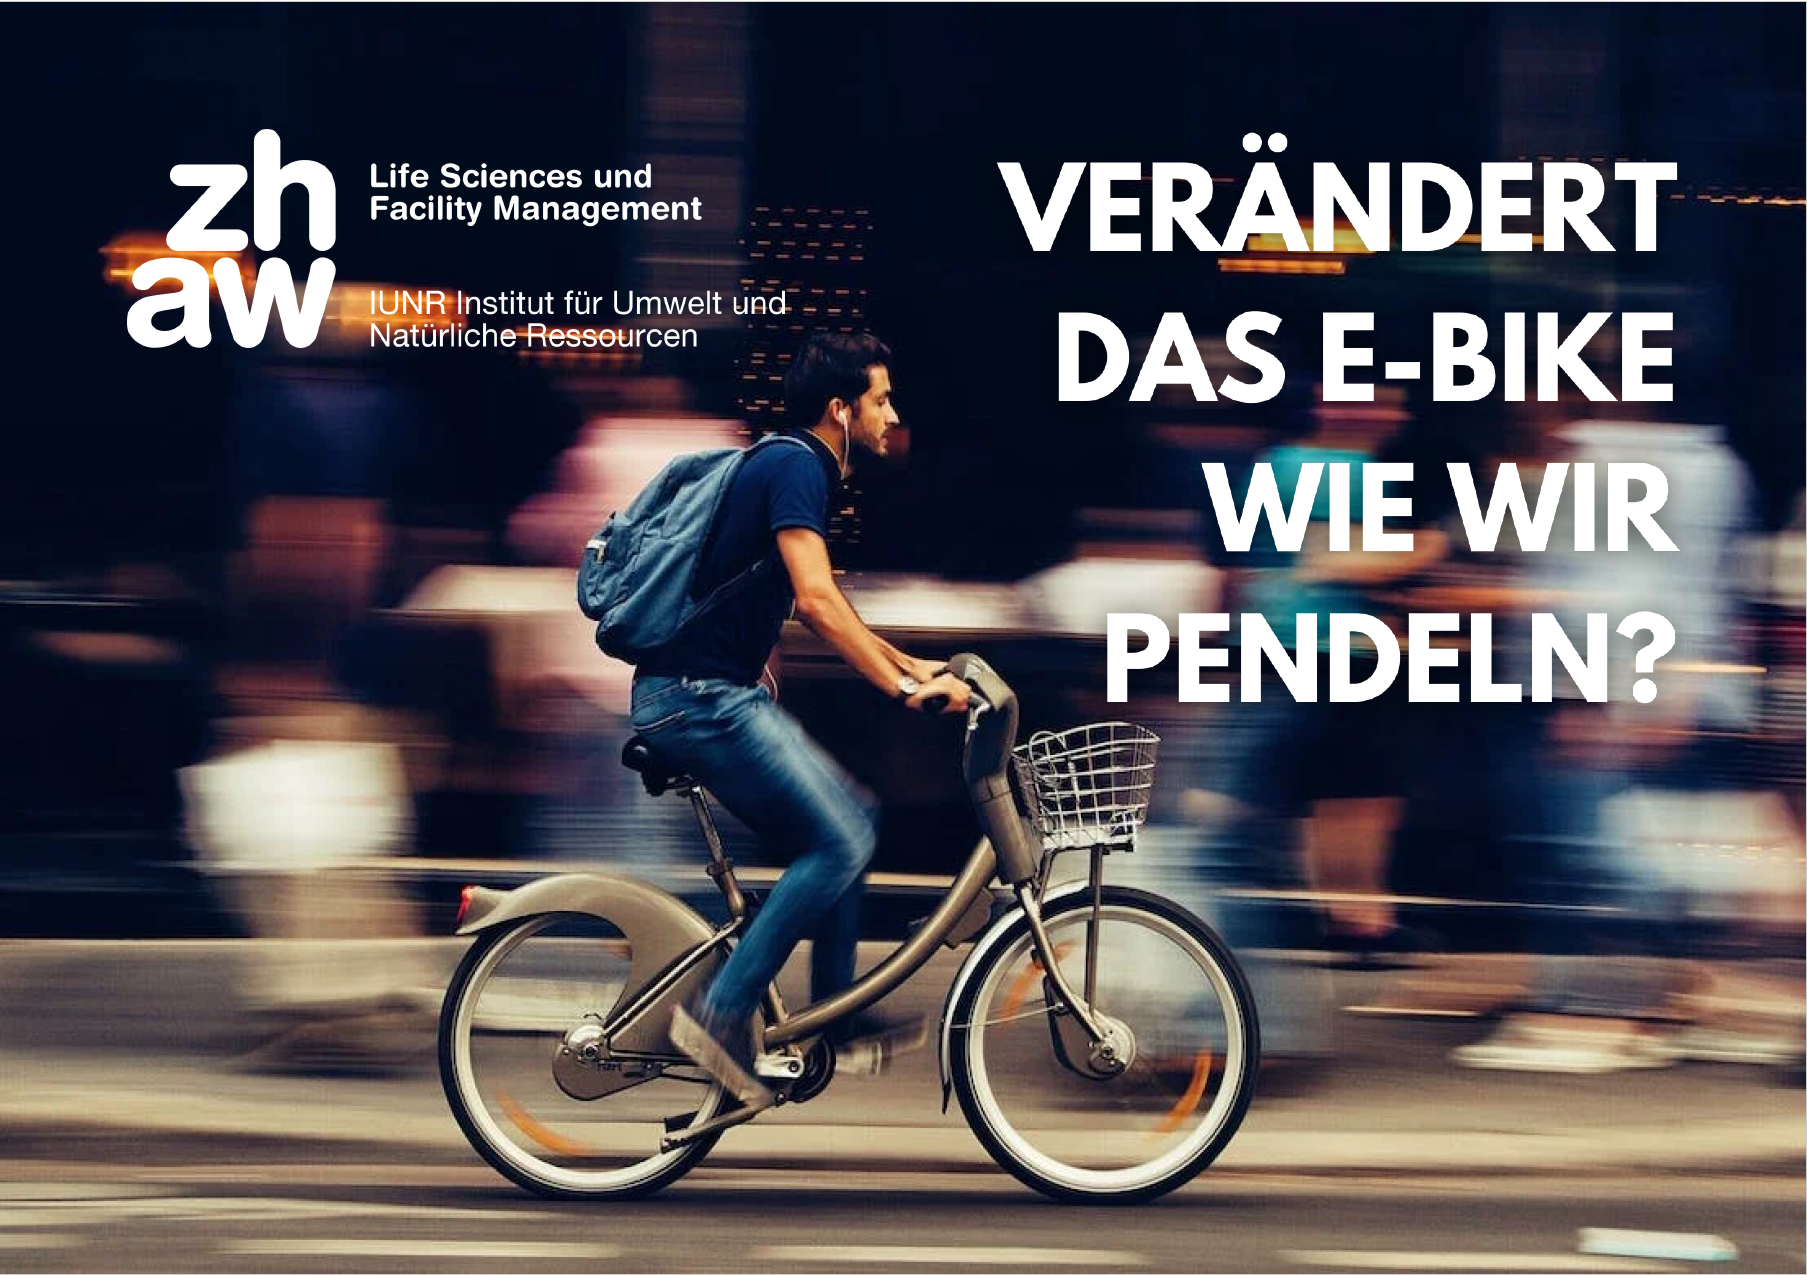 zh
aw
Life Sciences und
Facility Management
IUNR Institut für Umwelt und
Natürliche Ressourcen
VERÄNDERT
DAS E-BIKE
WIE WIR
PENDELN?